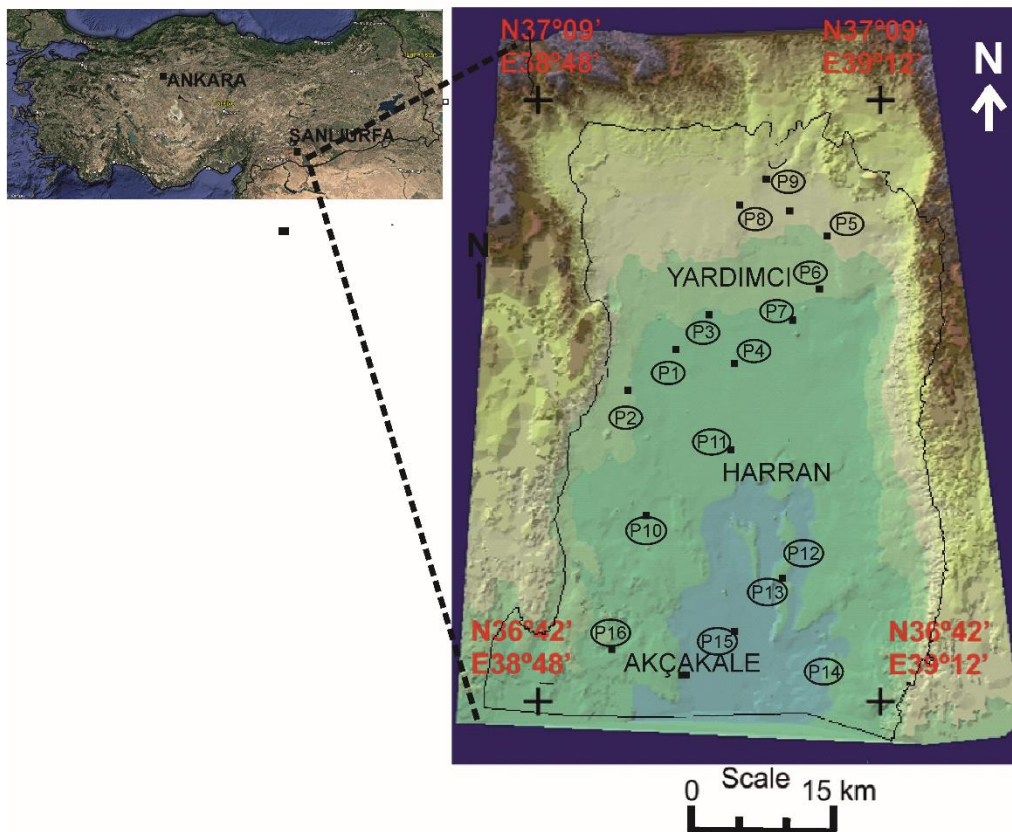 ANKARA
ŞANLIURFA
N37º09’
E38º48’
N37º09’
E39º12’
N
N
P9
P8
P5
P6
YARDIMCI
P7
P3
P4
P1
P2
P11
HARRAN
P10
P12
P13
P16
P15
N36º42’
E38º48’
N36º42’
E39º12’
AKÇAKALE
P14
Scale
0 15 km